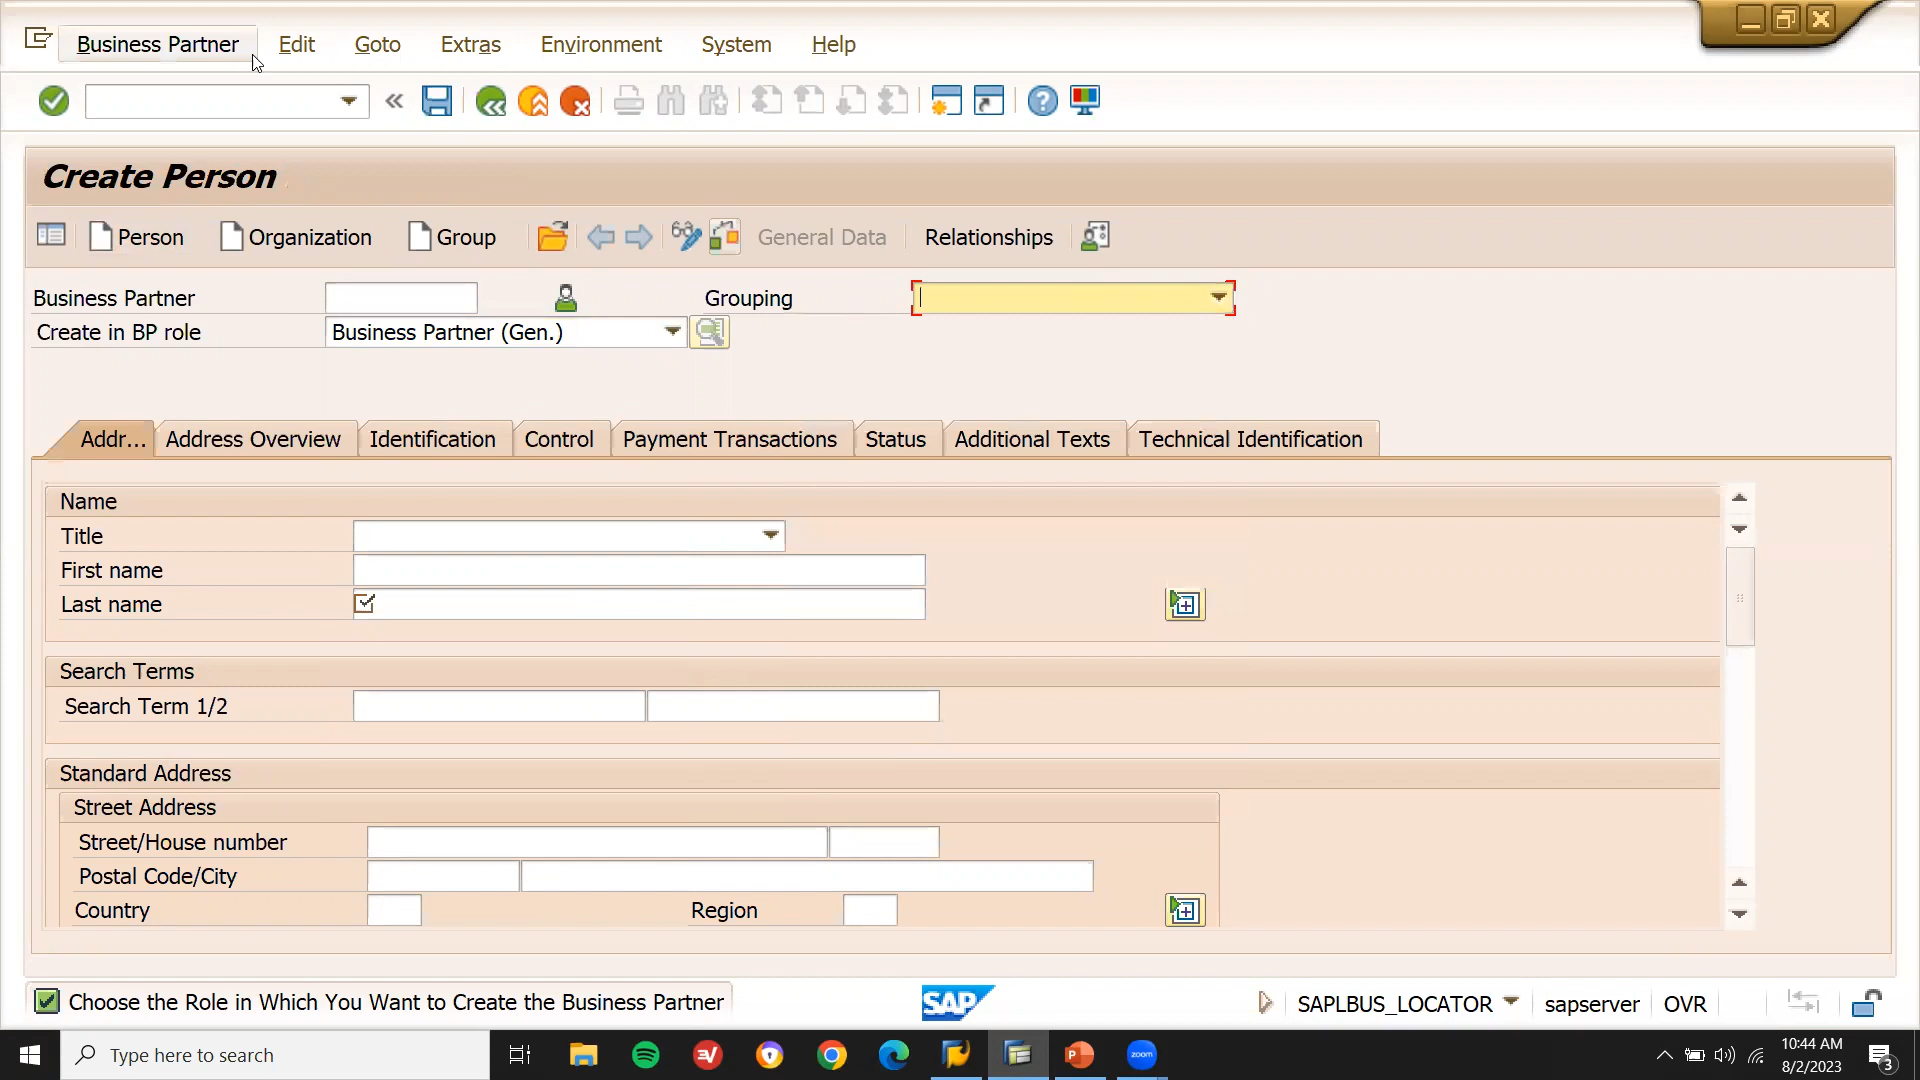 Business Partner Edit Goto Extras Environment System Help
Create Person
Person Organization Group General Data Relationships
Business Partner Grouping
Create in BP role Business Partner (Gen.)
Addr... Address Overview Identification Control Payment Transactions Status Additional Texts Technical Identification
Name
Title
First name
Last name
Search Terms
Search Term 1/2
Standard Address
Street Address
Street/House number
Postal Code/City
Country Region
Choose the Role in Which You Want to Create the Business Partner SAP SAPLBUS_LOCATOR sapserver OVR
Type here to search zoom 10:44 AM
8/2/2023 3